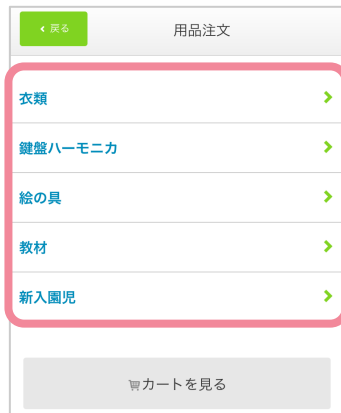 戻る
用品注文
衣類
鍵盤ハーモニカ
絵の具
教材
新入園児
カートを見る